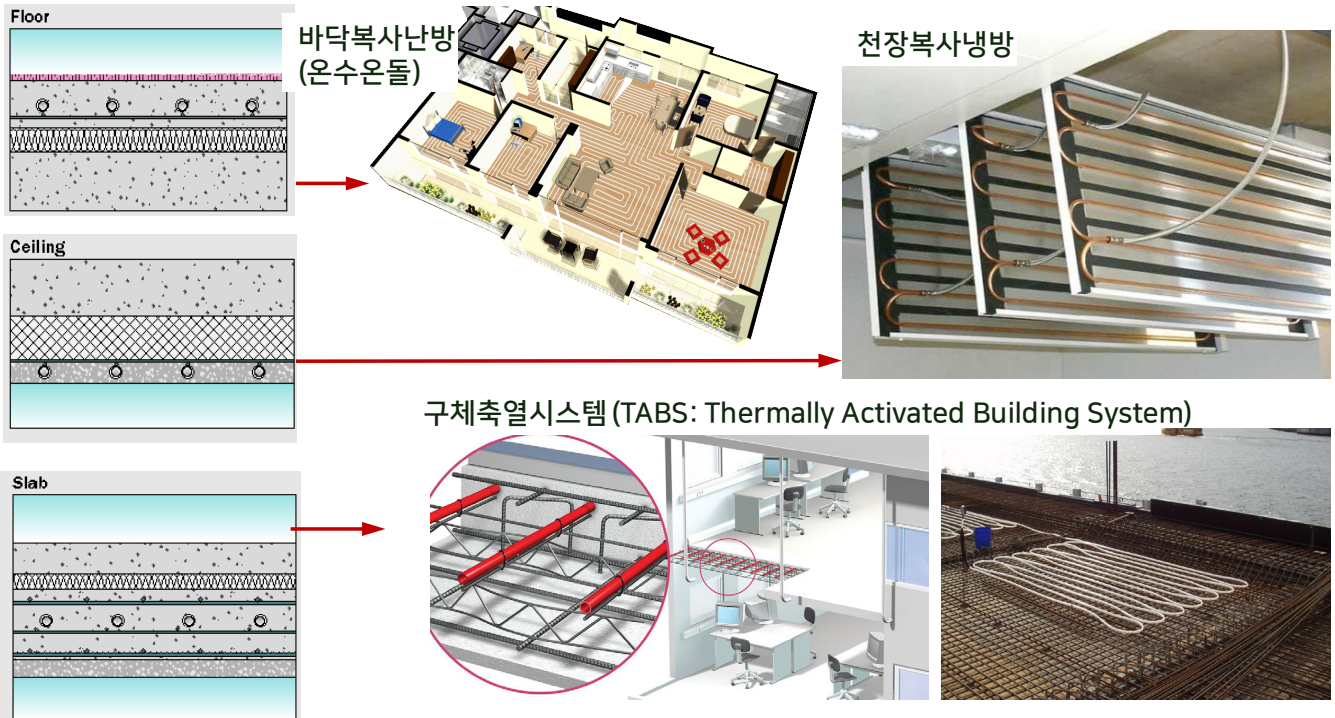 Floor
바닥복사난방
(온수온돌)
천장복사냉방
Ceiling
구체축열시스템 (TABS: Thermally Activated Building System)
Slab